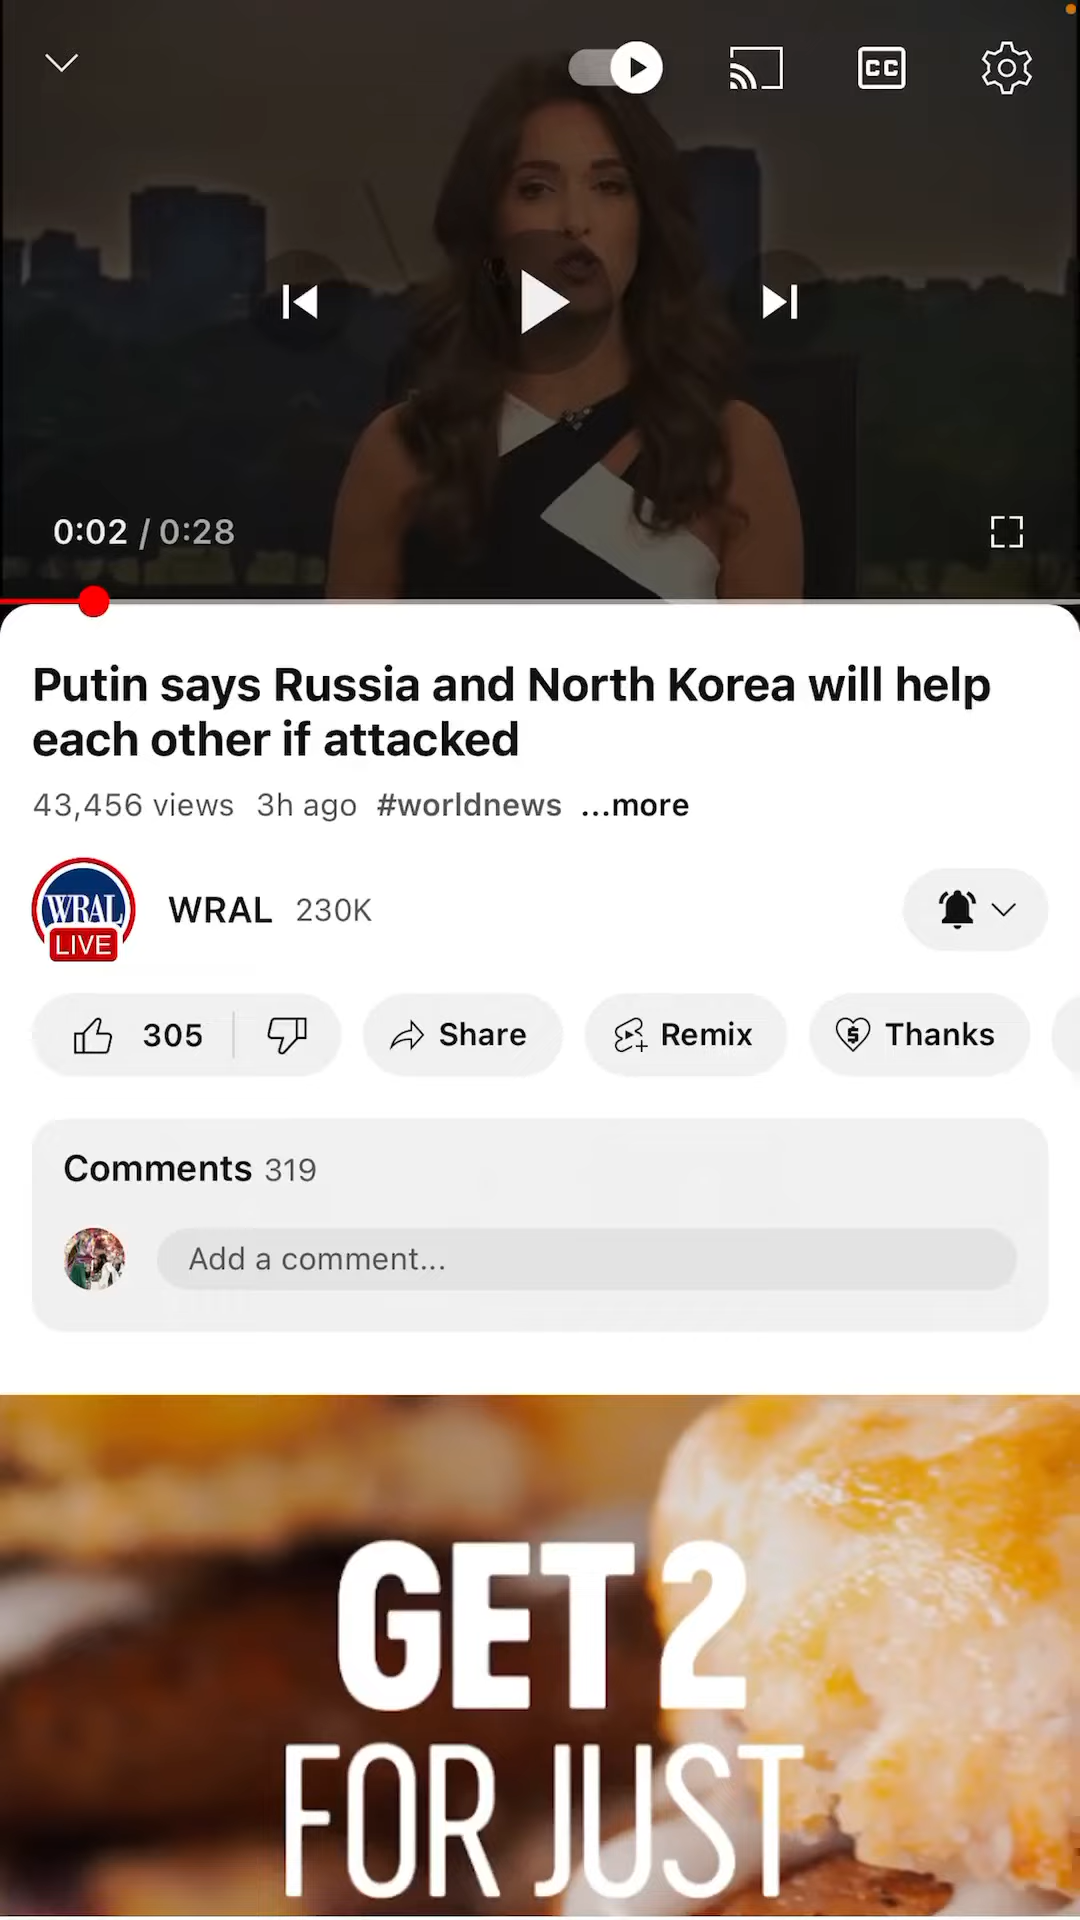 CC
0:02 / 0:28
Putin says Russia and North Korea will help
each other if attacked
43,456 views 3h ago #worldnews ...more
WRAL
LIVE
WRAL 230K
305 Share Remix Thanks
Comments 319
Add a comment...
GET 2
FOR JUST